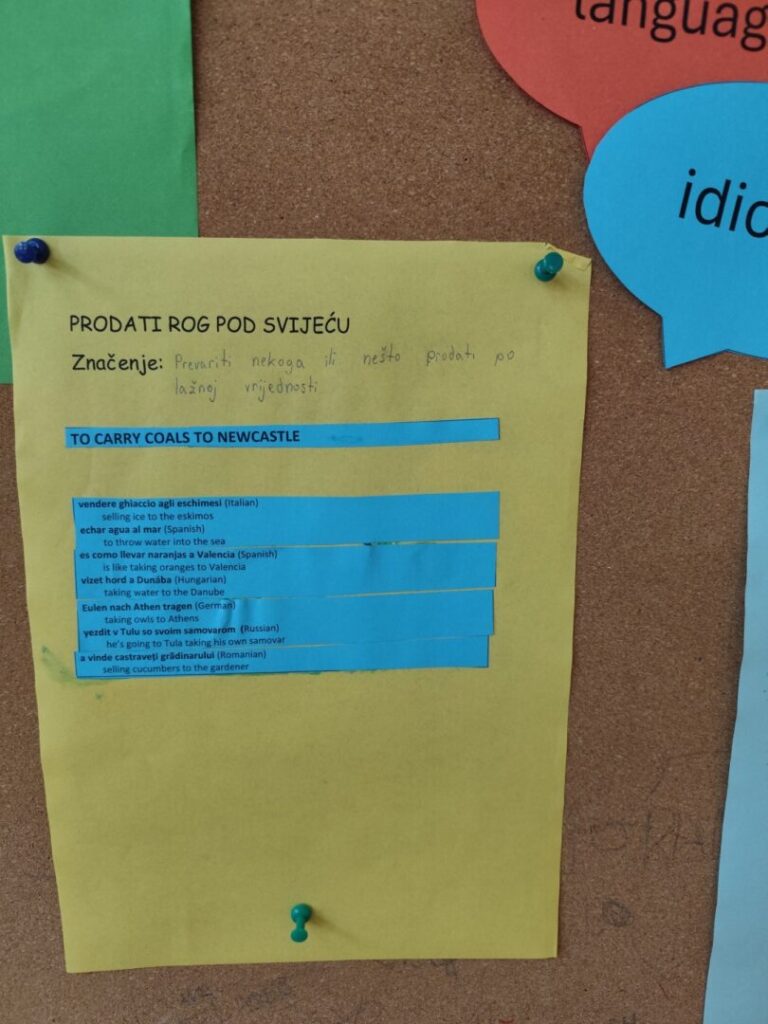 languag
idio
PRODATI ROG POD SVIJEĆU
Značenje: Prevariti nekoga ili nešto prodati po
lažnoj vrijednosti
TO CARRY COALS TO NEWCASTLE
vendere ghiaccio agli eschimesi (Italian)
selling ice to the eskimos
echar agua al mar (Spanish)
to throw water into the sea
es como llevar naranjas a Valencia (Spanish)
is like taking oranges to Valencia
vizet hord a Dunába (Hungarian)
taking water to the Danube
Eulen nach Athen tragen (German)
taking owls to Athens
yezdit v Tulu so svoim samovarom (Russian)
he's going to Tula taking his own samovar
a vinde castraveți grădinarului (Romanian)
selling cucumbers to the gardener